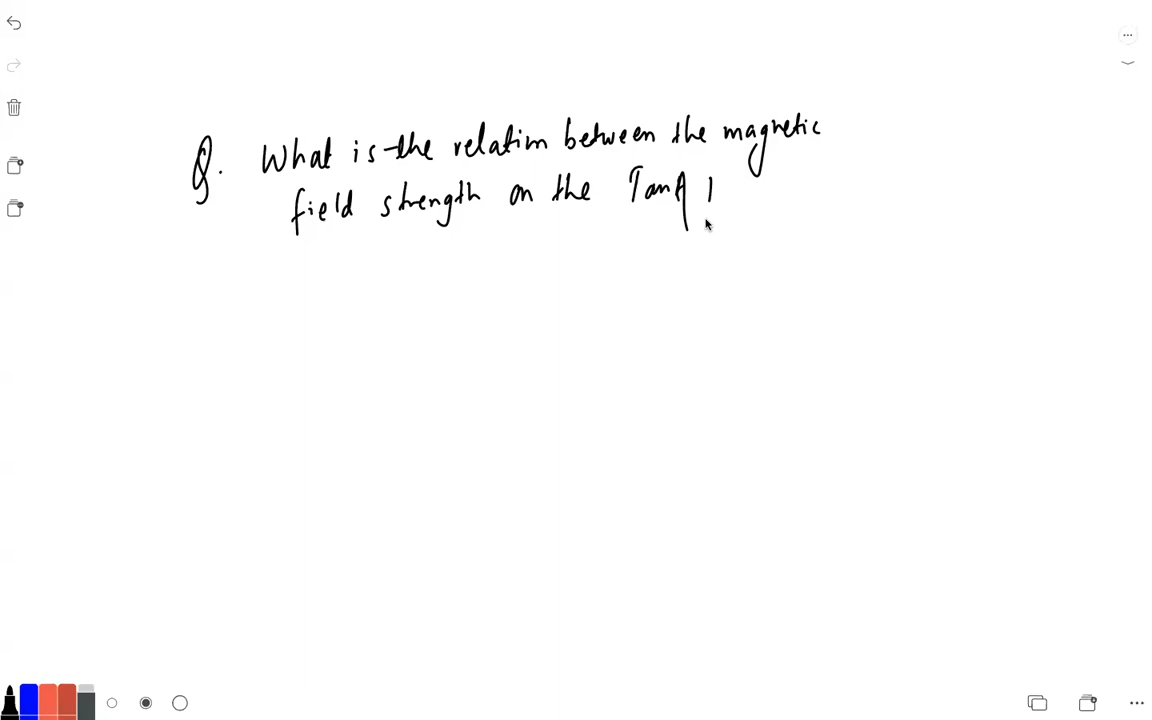 Q. What is the relation between the magnetic
field strength on the